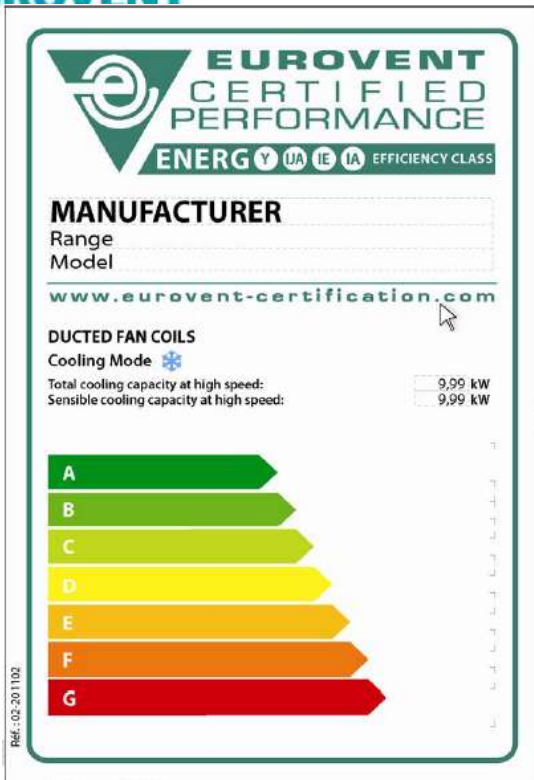 EUROVENT
EUROVENT
CERTIFIED
PERFORMANCE
ENERG Y IJA IE IA EFFICIENCY CLASS
MANUFACTURER
Range
Model
www.eurovent-certification.com
DUCTED FAN COILS
Cooling Mode
Total cooling capacity at high speed: 9,99 kW
Sensible cooling capacity at high speed: 9,99 kW
A
B
C
D
E
F
G
Réf. : 02-201102